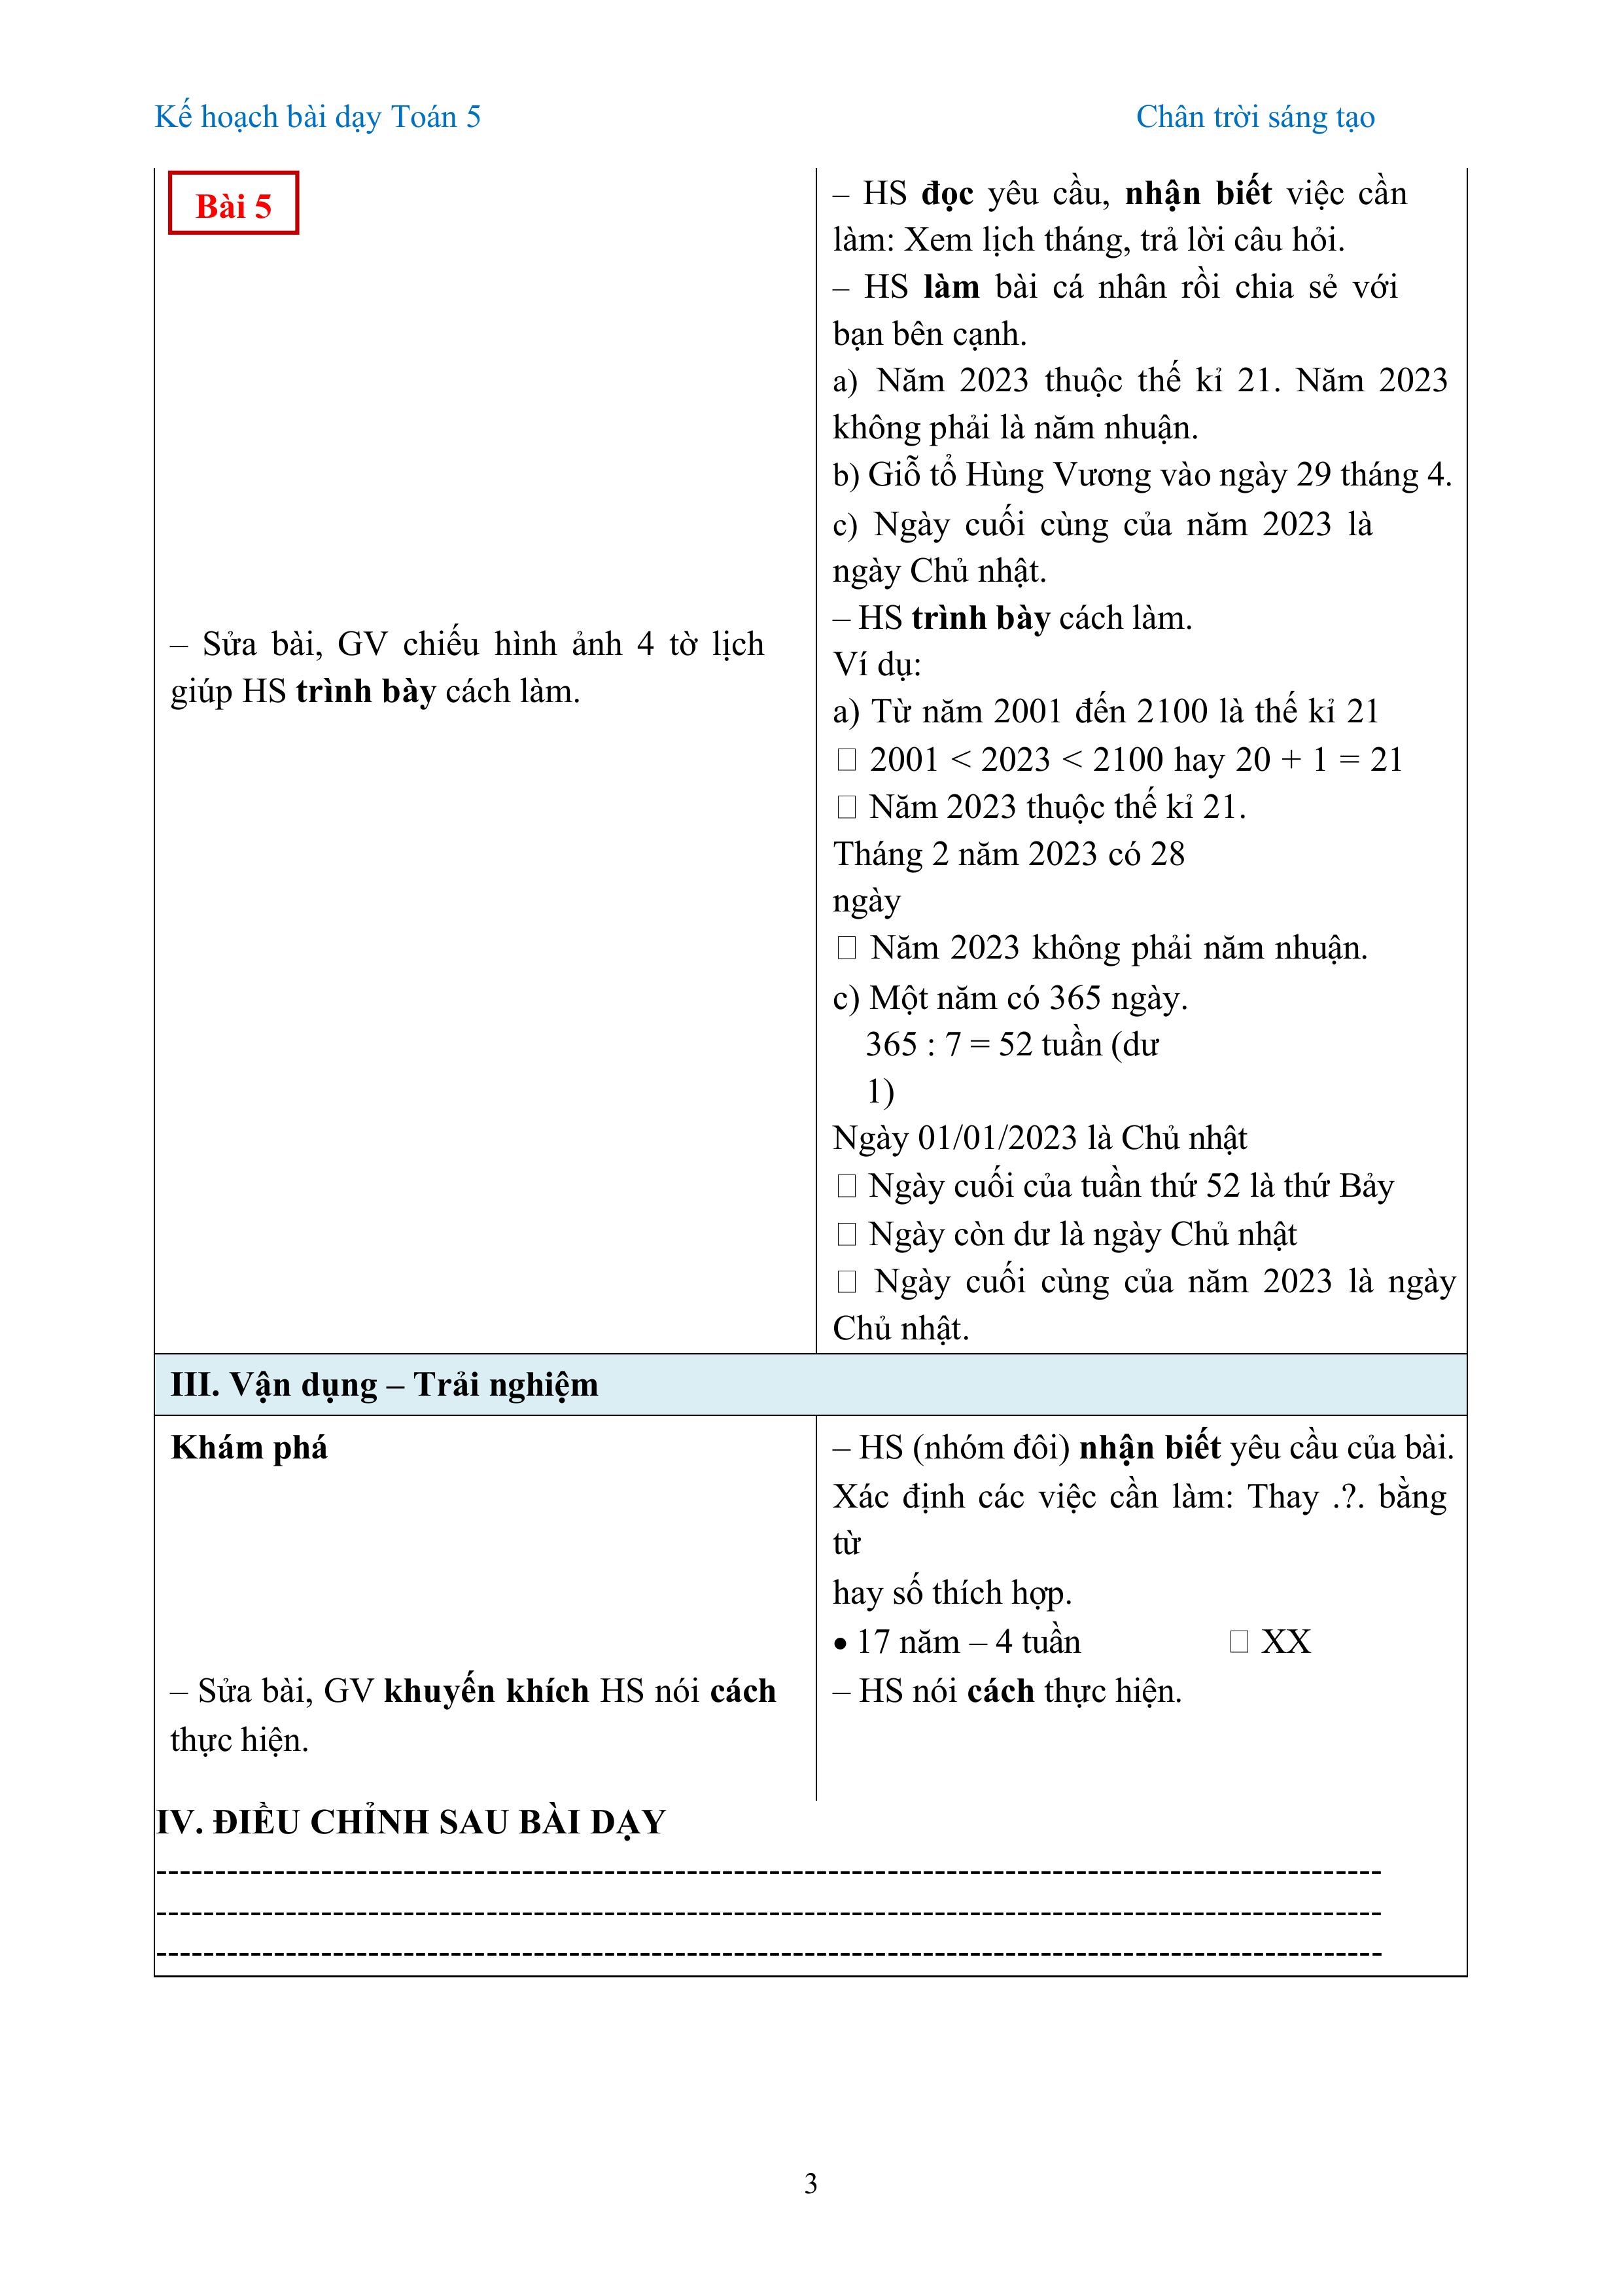 Kế hoạch bài dạy Toán 5 Chân trời sáng tạo
Bài 5
– Sửa bài, GV chiếu hình ảnh 4 tờ lịch
giúp HS trình bày cách làm.
– HS đọc yêu cầu, nhận biết việc cần
làm: Xem lịch tháng, trả lời câu hỏi.
– HS làm bài cá nhân rồi chia sẻ với
bạn bên cạnh.
a) Năm 2023 thuộc thế kỉ 21. Năm 2023
không phải là năm nhuận.
b) Giỗ tổ Hùng Vương vào ngày 29 tháng 4.
c) Ngày cuối cùng của năm 2023 là
ngày Chủ nhật.
– HS trình bày cách làm.
Ví dụ:
a) Từ năm 2001 đến 2100 là thế kỉ 21
□ 2001 < 2023 < 2100 hay 20 + 1 = 21
□ Năm 2023 thuộc thế kỉ 21.
Tháng 2 năm 2023 có 28
ngày
□ Năm 2023 không phải năm nhuận.
c) Một năm có 365 ngày.
365 : 7 = 52 tuần (dư
1)
Ngày 01/01/2023 là Chủ nhật
□ Ngày cuối của tuần thứ 52 là thứ Bảy
□ Ngày còn dư là ngày Chủ nhật
□ Ngày cuối cùng của năm 2023 là ngày
Chủ nhật.
III. Vận dụng – Trải nghiệm
Khám phá
– Sửa bài, GV khuyến khích HS nói cách
thực hiện.
– HS (nhóm đôi) nhận biết yêu cầu của bài.
Xác định các việc cần làm: Thay .?. bằng
từ
hay số thích hợp.
• 17 năm – 4 tuần □ XX
– HS nói cách thực hiện.
IV. ĐIỀU CHỈNH SAU BÀI DẠY
3